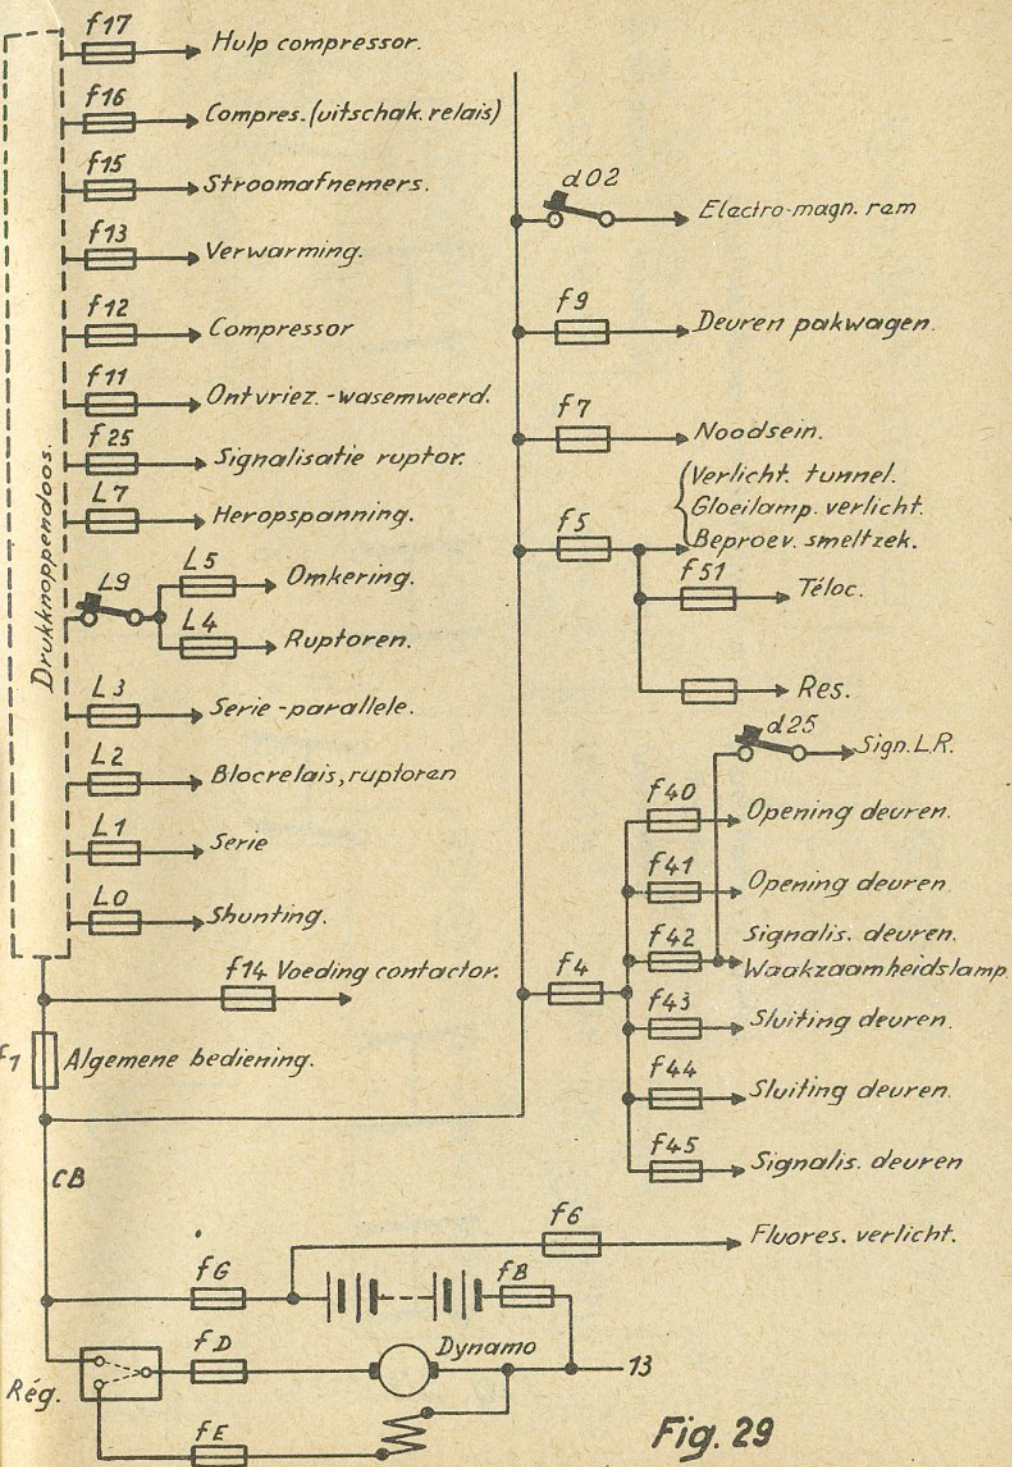 f17
Hulp compressor.
f16
Compres. (uitschak. relais)
f15
Stroomafnemers.
f13
Verwarming.
f12
Compressor
f11
Ontvriez. -wasemweerd.
f25
Signalisatie ruptor.
L7
Heropspanning.
L9
L5
Omkering.
L4
Ruptoren.
L3
Serie-parallele.
L2
Blocrelais, ruptoren
L1
Serie
L0
Shunting.
Drukknoppendoos.
f14 Voeding contactor.
f1 Algemene bediening.
CB
d02
Electro-magn. rem
f9
Deuren pakwagen.
f7
Noodsein.
f5
Verlicht. tunnel.
Gloeilamp. verlicht.
Beproev. smeltzek.
f51
Téloc.
Res.
d25
Sign. L.R.
f40
Opening deuren.
f41
Opening deuren
f4
f42
Signalis. deuren.
Waakzaamheidslamp
f43
Sluiting deuren.
f44
Sluiting deuren.
f45
Signalis. deuren
f6
Fluores. verlicht.
fG
fB
fD
Dynamo
13
Rég.
fE
Fig. 29